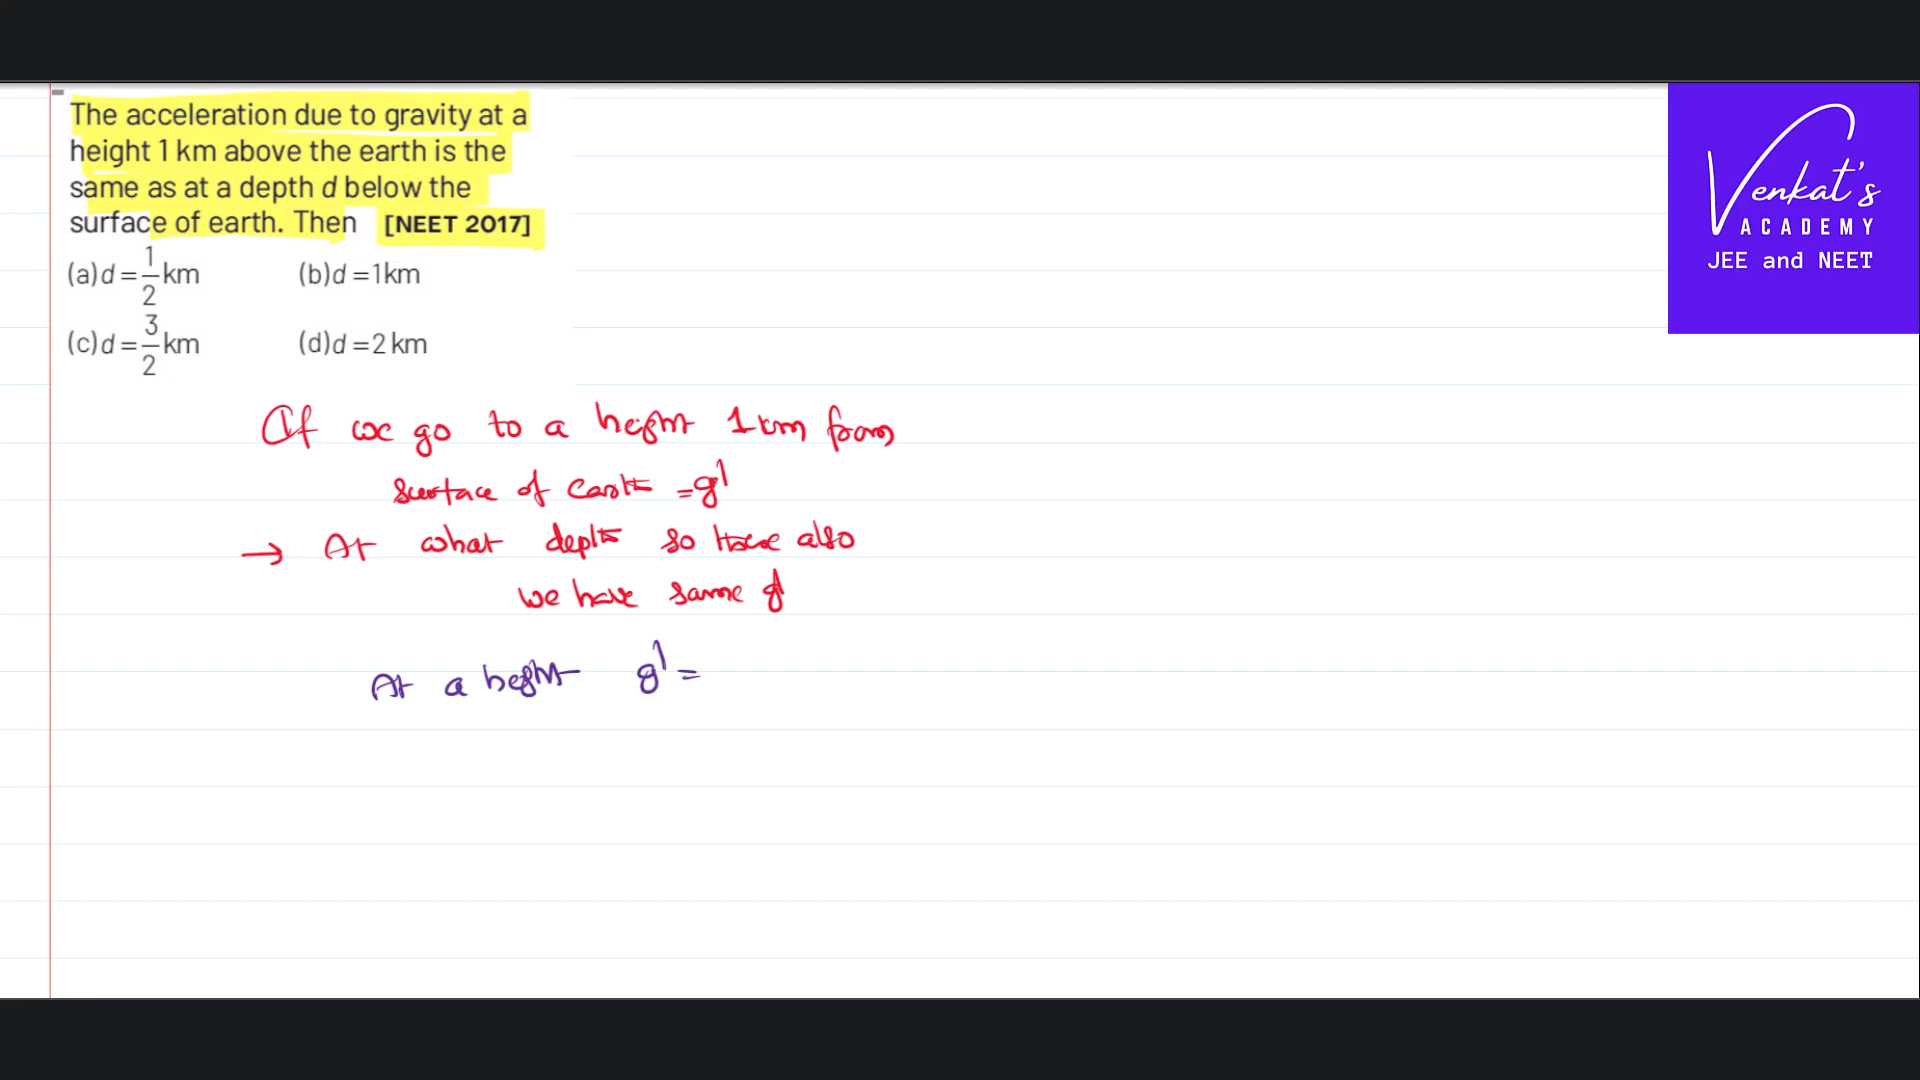 The acceleration due to gravity at a
height 1 km above the earth is the
same as at a depth d below the
surface of earth. Then [NEET 2017]
(a) d = 1/2 km (b) d = 1 km
(c) d = 3/2 km (d) d = 2 km
If we go to a height 1 km from
surface of earth = g'
→ At what depth so there also
we have same g'
At a height g' =
Venkat's
ACADEMY
JEE and NEET